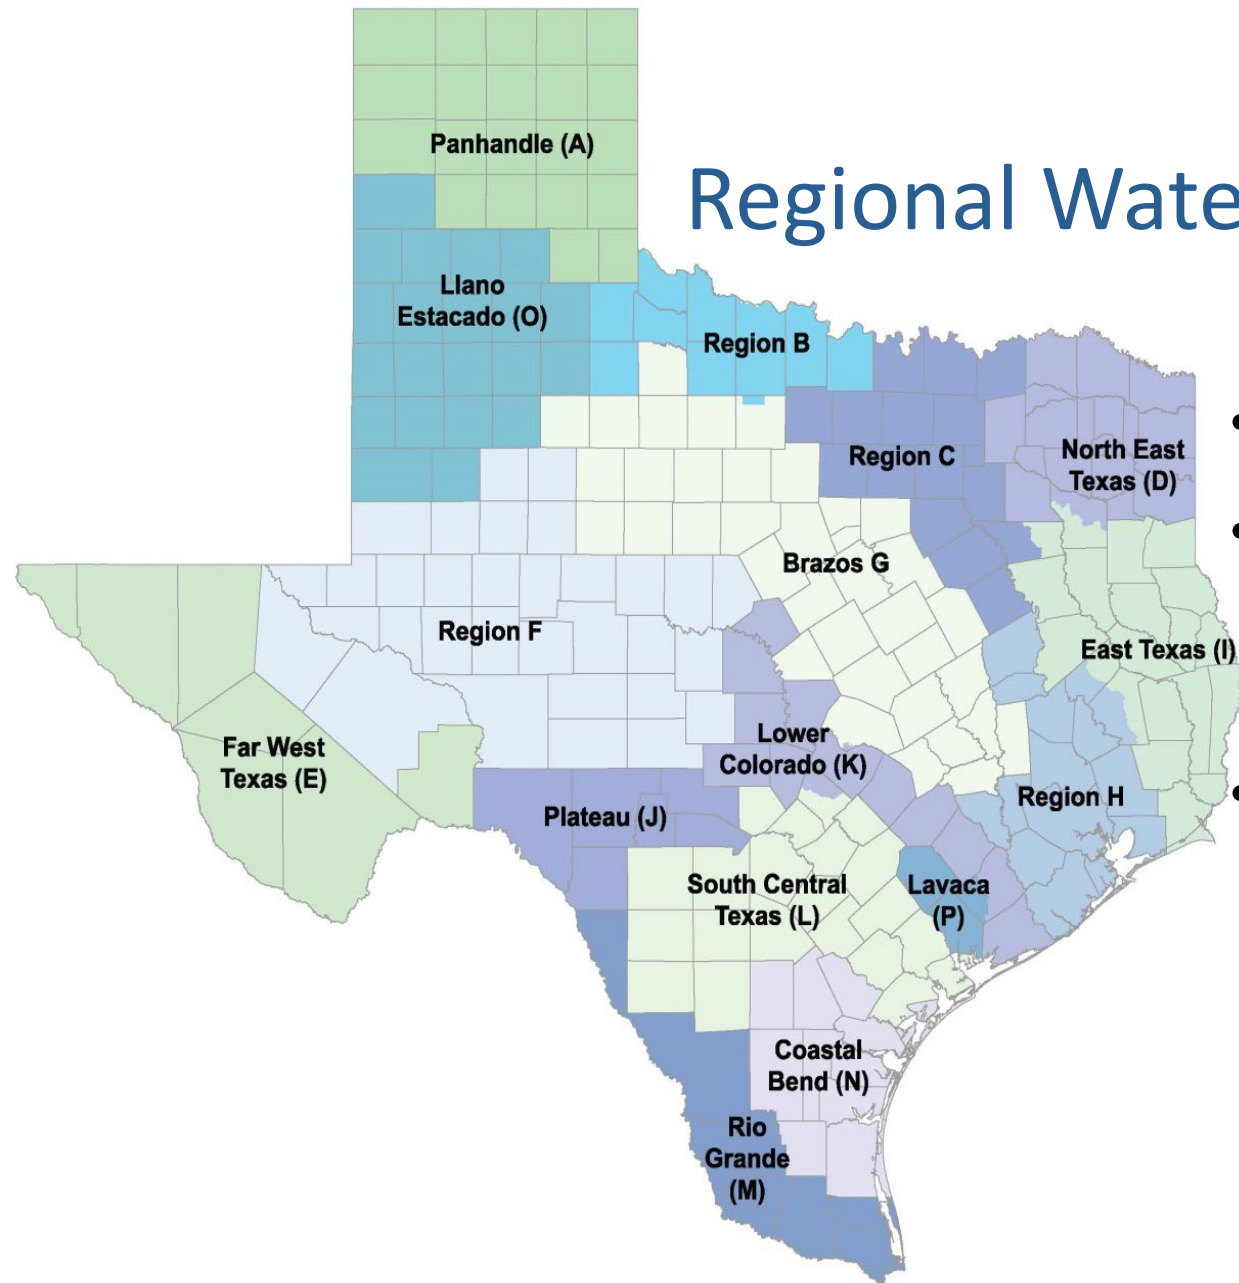 Panhandle (A)
Regional Wate
Llano
Estacado (O)
Region B
Region C
North East
Texas (D)
Brazos G
Region F
East Texas (I)
Far West
Texas (E)
Lower
Colorado (K)
Region H
Plateau (J)
South Central
Texas (L)
Lavaca
(P)
Coastal
Bend (N)
Rio
Grande
(M)